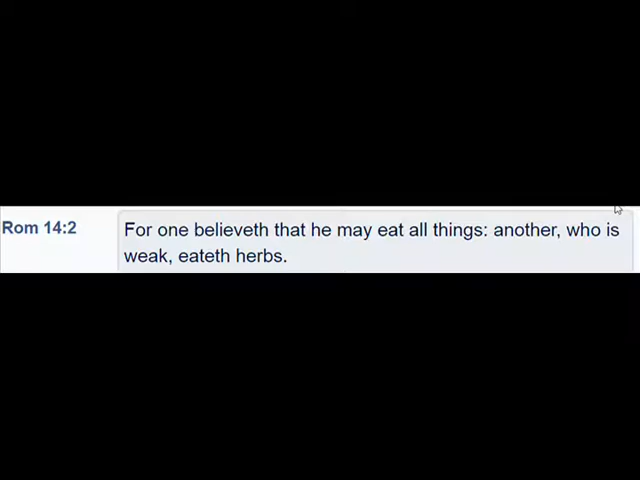 Rom 14:2 For one believeth that he may eat all things: another, who is
weak, eateth herbs.